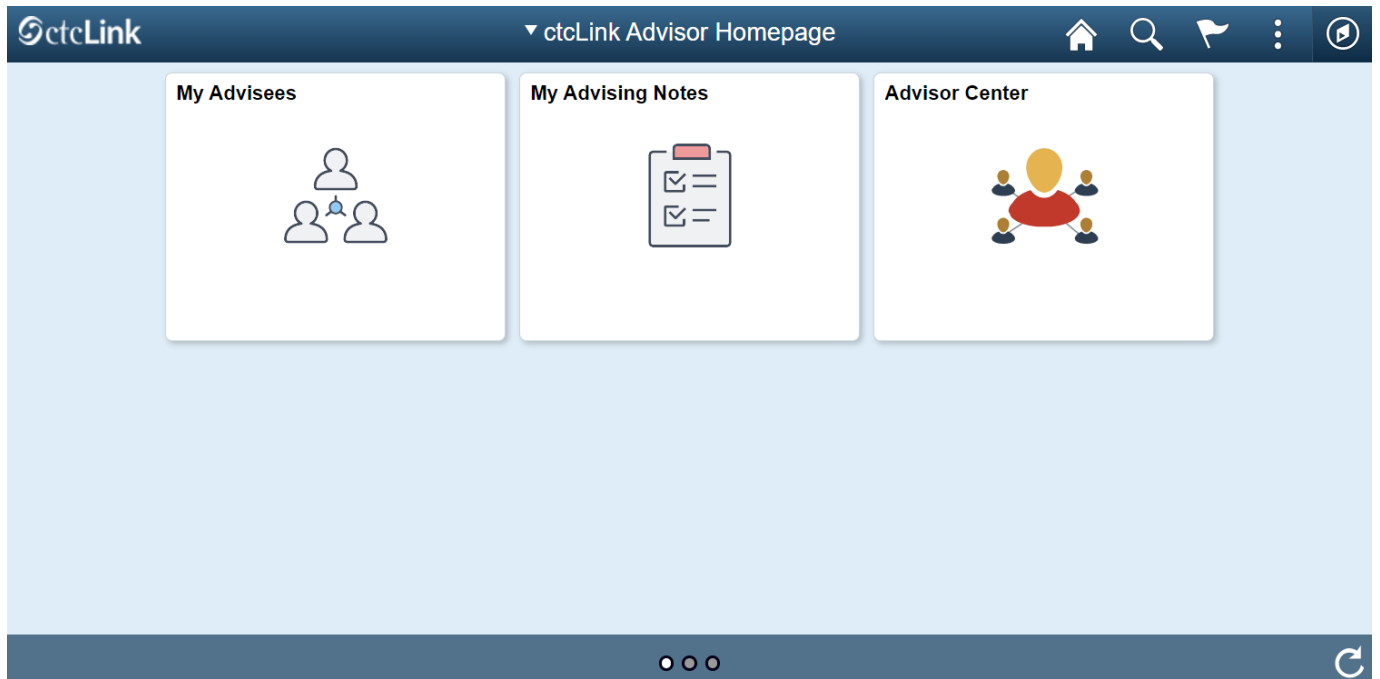 ctcLink
ctcLink Advisor Homepage
My Advisees
My Advising Notes
Advisor Center